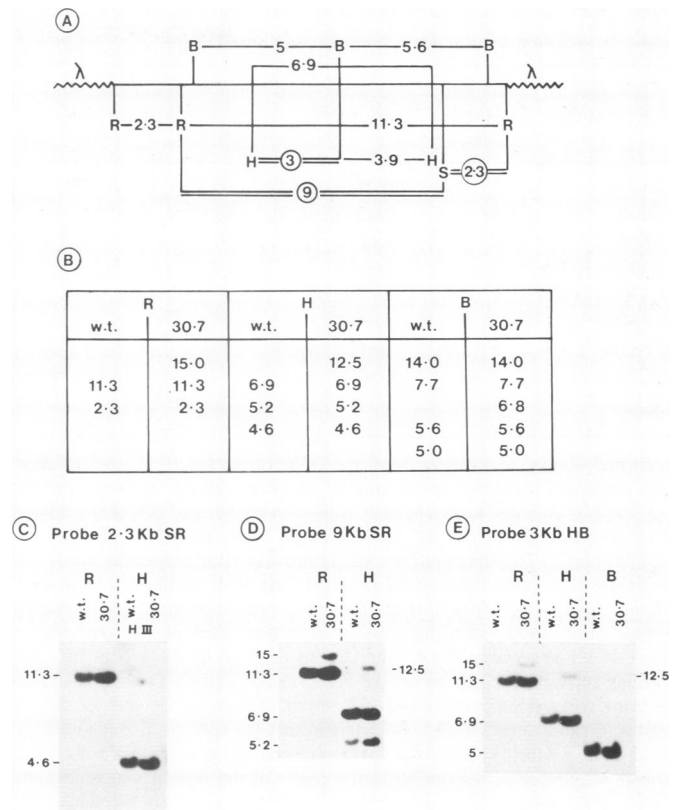 A
B 5 B 5·6 B
6·9
λ λ
R 2·3 R 11·3 R
H 3 3·9 H
S 2·3
9
B
R H B
w.t. 30·7 w.t. 30·7 w.t. 30·7
15·0 12·5 14·0 14·0
11·3 11·3 6·9 6·9 7·7 7·7
2·3 2·3 5·2 5·2 6·8
4·6 4·6 5·6 5·6
5·0 5·0
C Probe 2·3 Kb SR
R H
w.t. 30·7 w.t. 30·7
H III
11·3
4·6
D Probe 9Kb SR
R H
w.t. 30·7 w.t. 30·7
15
11·3 -12·5
6·9
5·2
E Probe 3Kb HB
R H B
w.t. 30·7 w.t. 30·7 w.t. 30·7
15
11·3 -12·5
6·9
5-